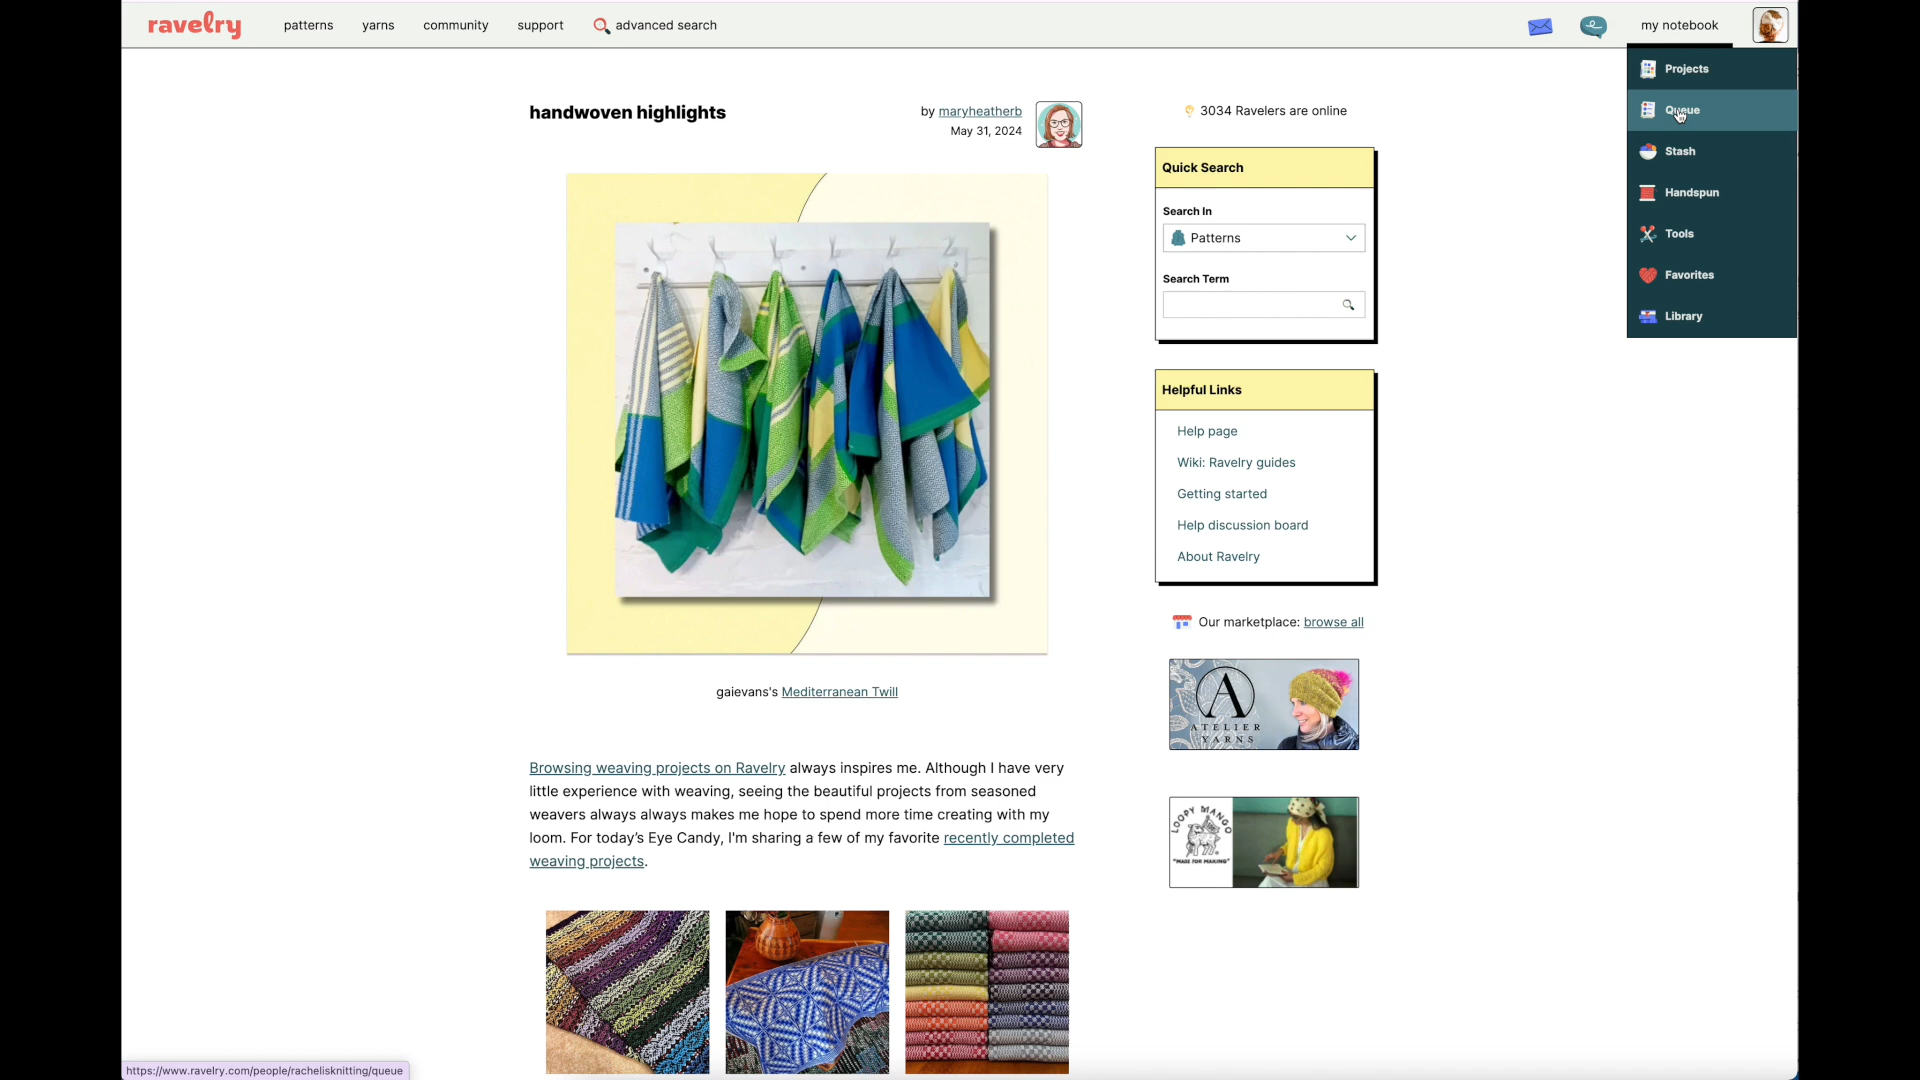 ravelry
patterns
yarns
community
support
advanced search
my notebook
Projects
Queue
Stash
Handspun
Tools
Favorites
Library
handwoven highlights
by maryheatherb
May 31, 2024
gaievans's Mediterranean Twill
Browsing weaving projects on Ravelry always inspires me. Although I have very
little experience with weaving, seeing the beautiful projects from seasoned
weavers always always makes me hope to spend more time creating with my
loom. For today’s Eye Candy, I'm sharing a few of my favorite recently completed
weaving projects.
3034 Ravelers are online
Quick Search
Search In
Patterns
Search Term
Helpful Links
Help page
Wiki: Ravelry guides
Getting started
Help discussion board
About Ravelry
Our marketplace: browse all
A
ATELIER
YARNS
LOOPY MANGO
"MADE FOR MAKING"
https://www.ravelry.com/people/rachelisknitting/queue